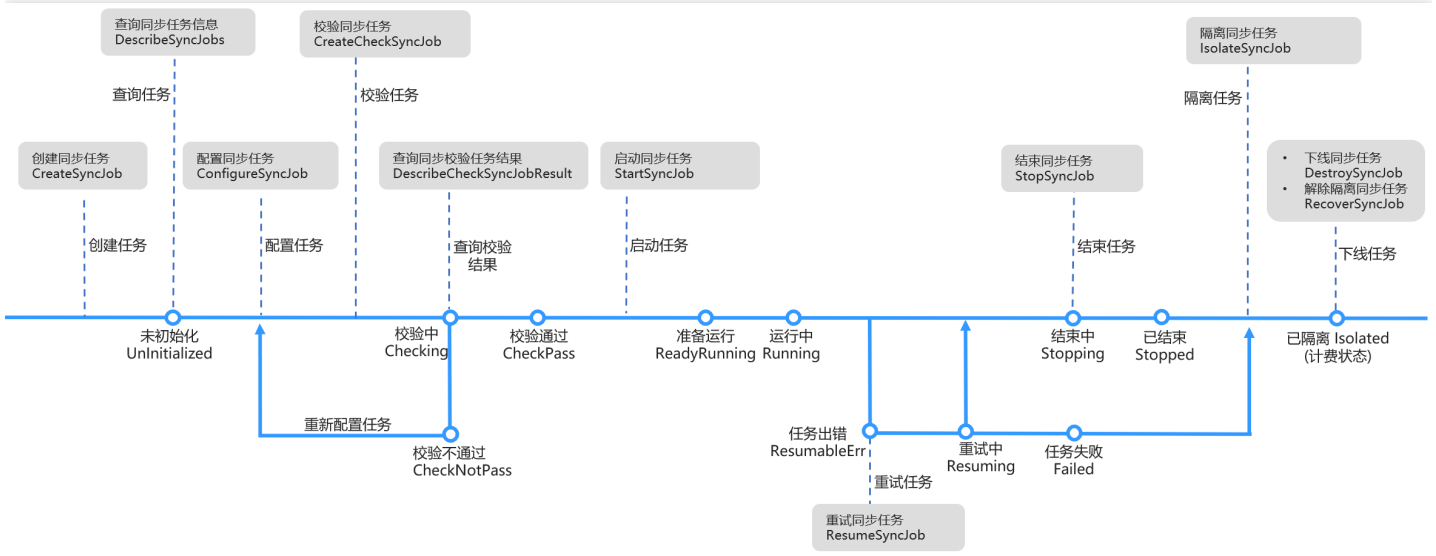 查询同步任务信息
DescribeSyncJobs
校验同步任务
CreateCheckSyncJob
隔离同步任务
IsolateSyncJob
查询任务
校验任务
隔离任务
创建同步任务
CreateSyncJob
配置同步任务
ConfigureSyncJob
查询同步校验任务结果
DescribeCheckSyncJobResult
启动同步任务
StartSyncJob
结束同步任务
StopSyncJob
• 下线同步任务
DestroySyncJob
• 解除隔离同步任务
RecoverSyncJob
创建任务
配置任务
查询校验
结果
启动任务
结束任务
下线任务
未初始化
UnInitialized
校验中
Checking
校验通过
CheckPass
准备运行
ReadyRunning
运行中
Running
结束中
Stopping
已结束
Stopped
已隔离 Isolated
(计费状态)
重新配置任务
校验不通过
CheckNotPass
任务出错
ResumableErr
重试中
Resuming
任务失败
Failed
重试任务
重试同步任务
ResumeSyncJob